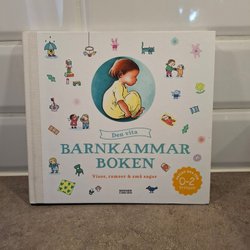 Den vita
BARNKAMMAR
BOKEN
Visor, ramsor & små sagor
0-2